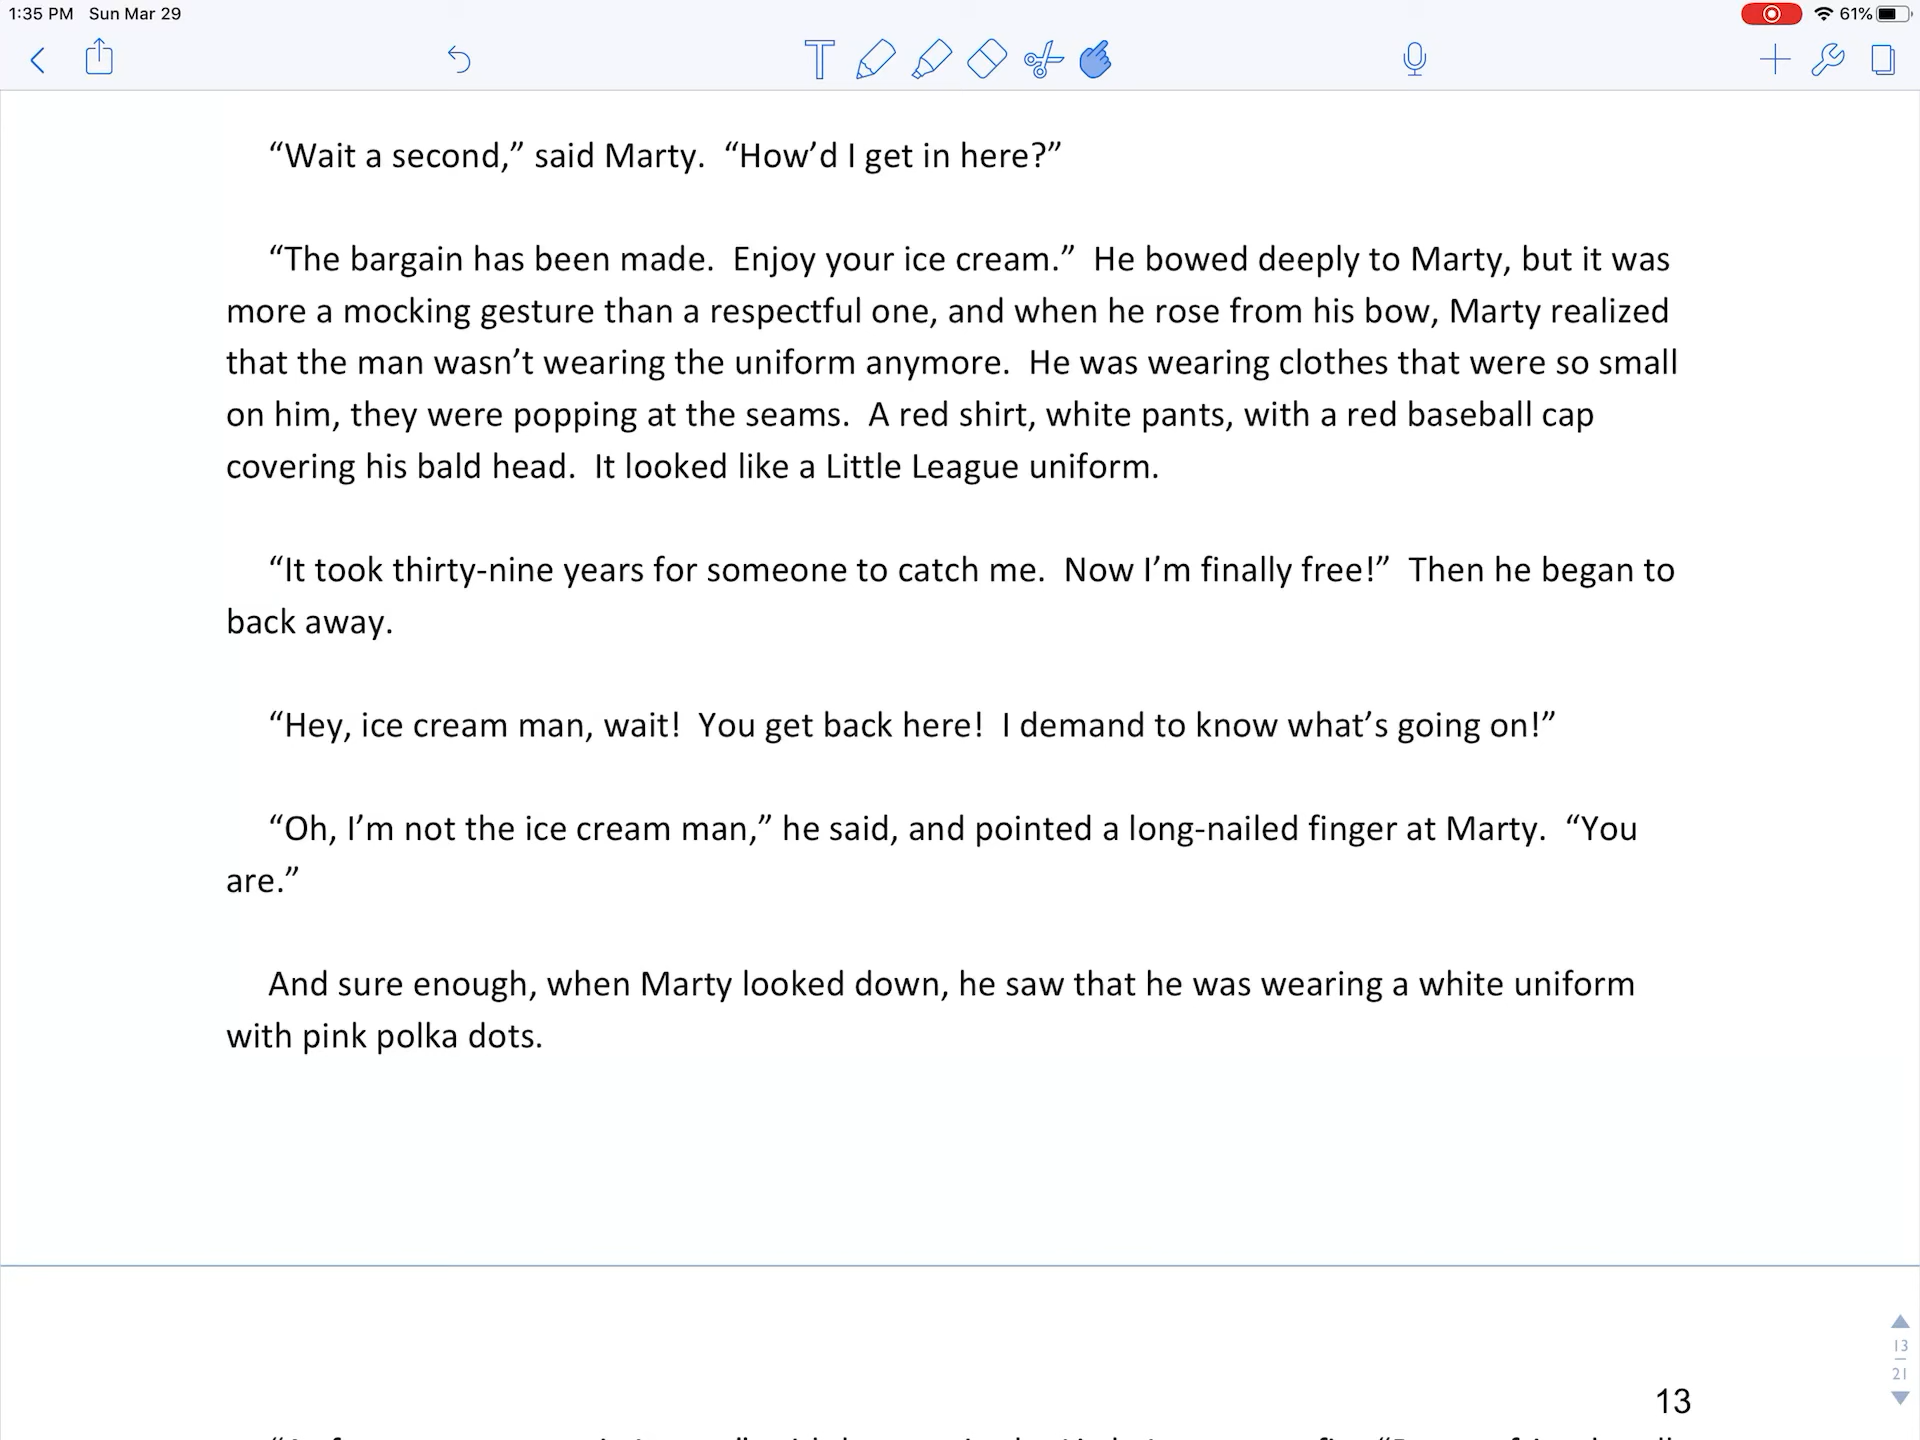 1:35 PM Sun Mar 29
61%
“Wait a second,” said Marty.  “How’d I get in here?”
“The bargain has been made.  Enjoy your ice cream.”  He bowed deeply to Marty, but it was
more a mocking gesture than a respectful one, and when he rose from his bow, Marty realized
that the man wasn’t wearing the uniform anymore.  He was wearing clothes that were so small
on him, they were popping at the seams.  A red shirt, white pants, with a red baseball cap
covering his bald head.  It looked like a Little League uniform.
“It took thirty-nine years for someone to catch me.  Now I’m finally free!”  Then he began to
back away.
“Hey, ice cream man, wait!  You get back here!  I demand to know what’s going on!”
“Oh, I’m not the ice cream man,” he said, and pointed a long-nailed finger at Marty.  “You
are.”
And sure enough, when Marty looked down, he saw that he was wearing a white uniform
with pink polka dots.
13
21
13